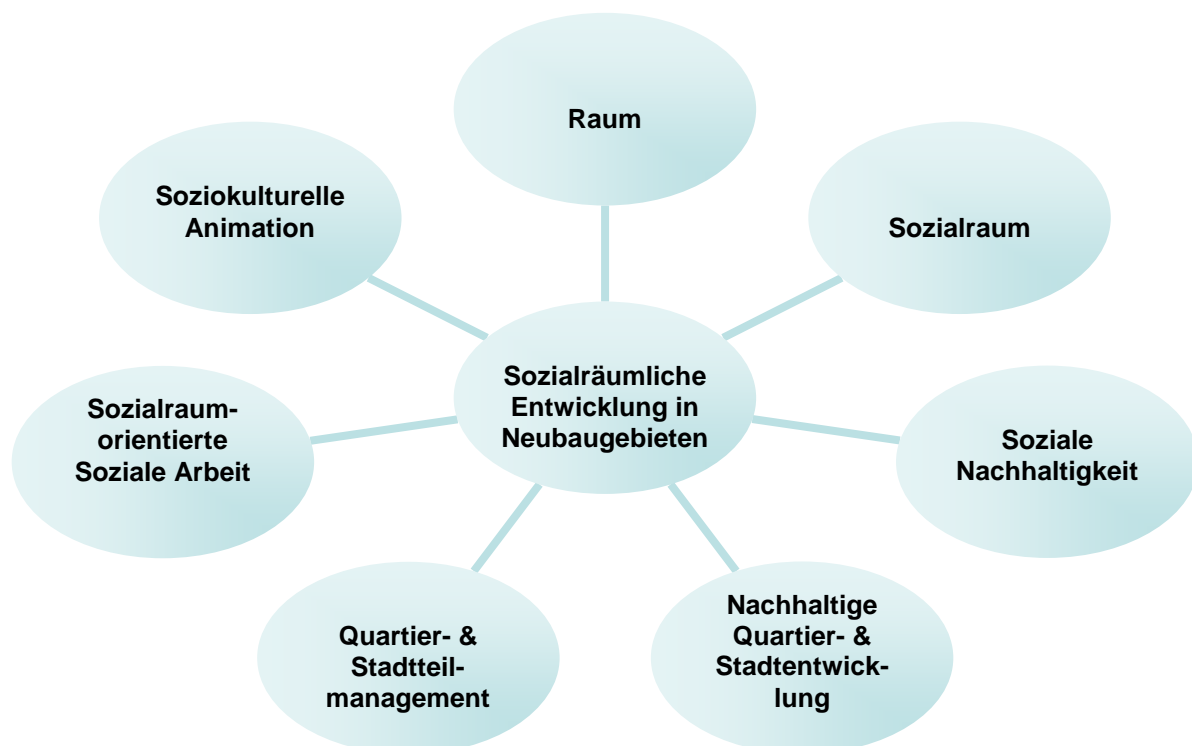 Raum
Soziokulturelle
Animation
Sozialraum
Sozialräumliche
Entwicklung in
Neubaugebieten
Sozialraum-
orientierte
Soziale Arbeit
Soziale
Nachhaltigkeit
Quartier- &
Stadtteil-
management
Nachhaltige
Quartier- &
Stadtentwick-
lung